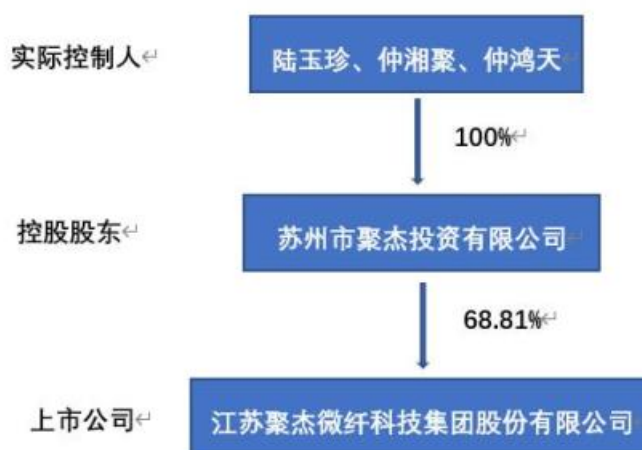 实际控制人
陆玉珍、仲湘聚、仲鸿天
100%
控股股东
苏州市聚杰投资有限公司
68.81%
上市公司
江苏聚杰微纤科技集团股份有限公司